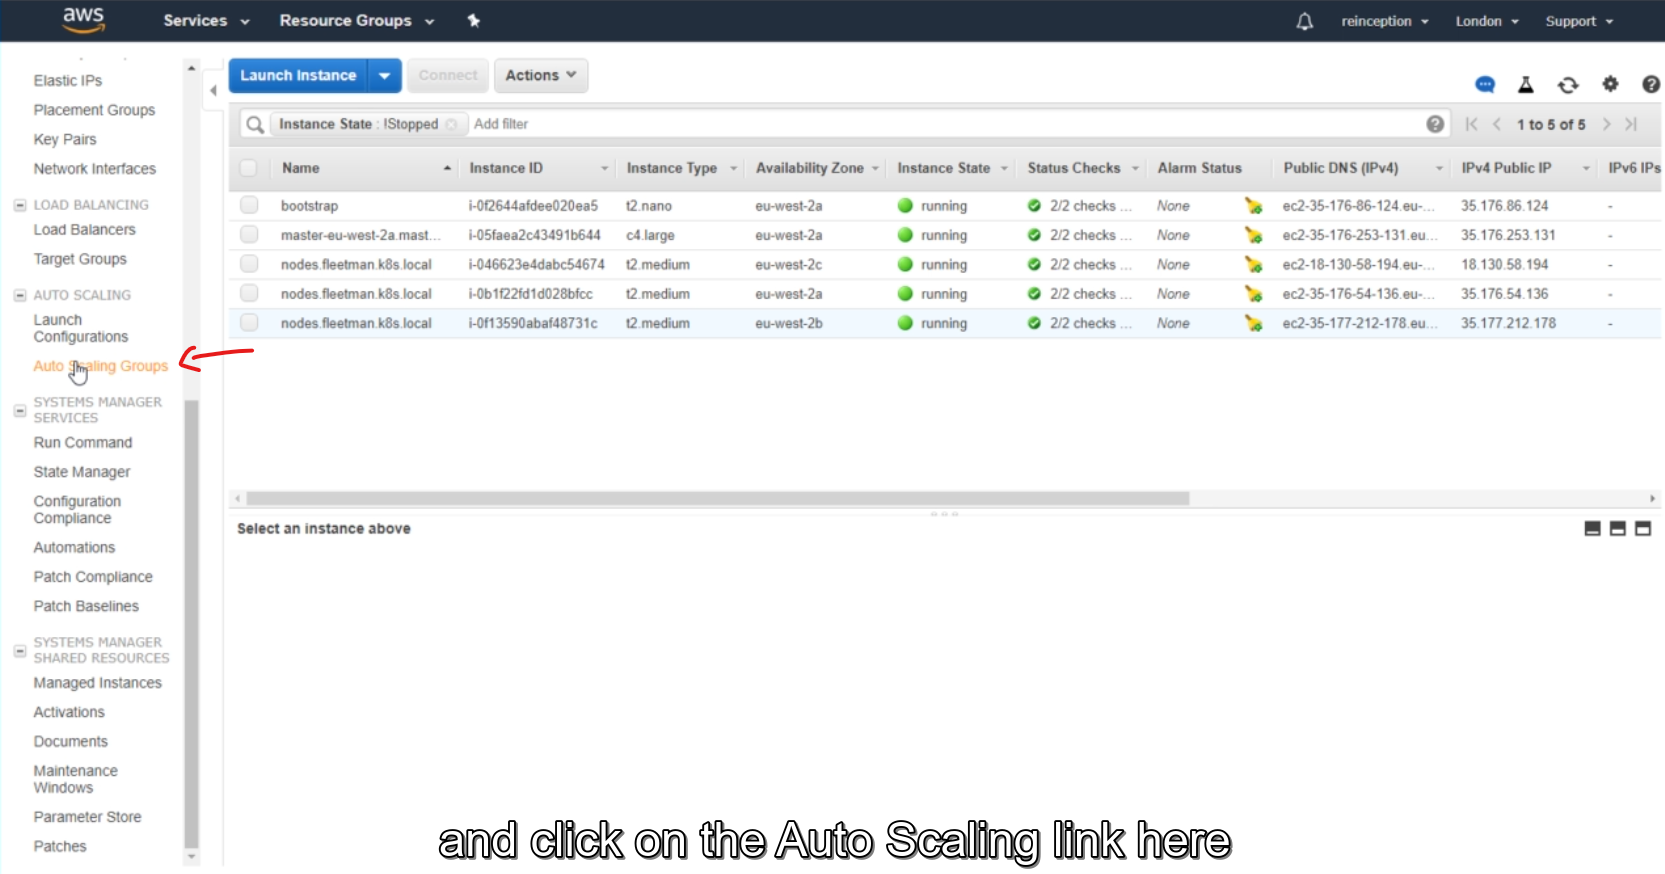 aws Services Resource Groups reinception London Support
Elastic IPs
Placement Groups
Key Pairs
Network Interfaces
LOAD BALANCING
Load Balancers
Target Groups
AUTO SCALING
Launch
Configurations
Auto Scaling Groups
SYSTEMS MANAGER
SERVICES
Run Command
State Manager
Configuration
Compliance
Automations
Patch Compliance
Patch Baselines
SYSTEMS MANAGER
SHARED RESOURCES
Managed Instances
Activations
Documents
Maintenance
Windows
Parameter Store
Patches
Launch Instance Connect Actions
Instance State : !Stopped Add filter 1 to 5 of 5
Name Instance ID Instance Type Availability Zone Instance State Status Checks Alarm Status Public DNS (IPv4) IPv4 Public IP IPv6 IPs
bootstrap i-0f2644afdee020ea5 t2.nano eu-west-2a running 2/2 checks ... None ec2-35-176-86-124.eu-... 35.176.86.124 -
master-eu-west-2a.mast... i-05faea2c43491b644 c4.large eu-west-2a running 2/2 checks ... None ec2-35-176-253-131.eu... 35.176.253.131 -
nodes.fleetman.k8s.local i-046623e4dabc54674 t2.medium eu-west-2c running 2/2 checks ... None ec2-18-130-58-194.eu-... 18.130.58.194 -
nodes.fleetman.k8s.local i-0b1f22fd1d028bfcc t2.medium eu-west-2a running 2/2 checks ... None ec2-35-176-54-136.eu-... 35.176.54.136 -
nodes.fleetman.k8s.local i-0f13590abaf48731c t2.medium eu-west-2b running 2/2 checks ... None ec2-35-177-212-178.eu... 35.177.212.178 -
Select an instance above
and click on the Auto Scaling link here